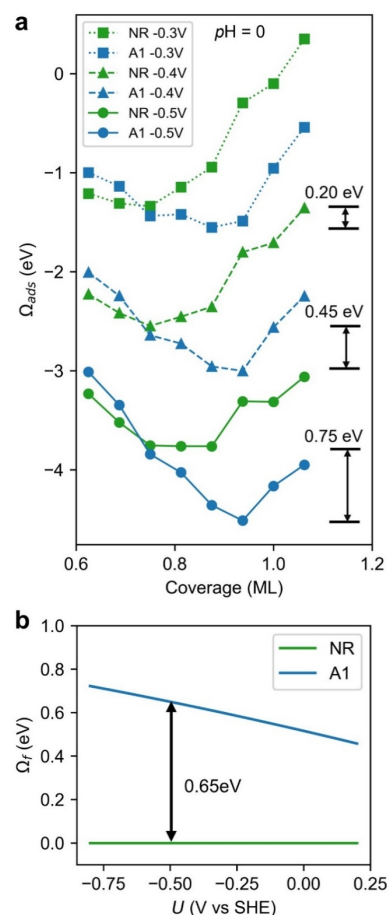 a
NR -0.3V
A1 -0.3V
NR -0.4V
A1 -0.4V
NR -0.5V
A1 -0.5V
pH = 0
0
−1
−2
−3
−4
Ωads (eV)
0.20 eV
0.45 eV
0.75 eV
0.6 0.8 1.0 1.2
Coverage (ML)
b
NR
A1
1.0
0.8
0.6
0.4
0.2
0.0
Ωf (eV)
0.65eV
−0.75 −0.50 −0.25 0.00 0.25
U (V vs SHE)